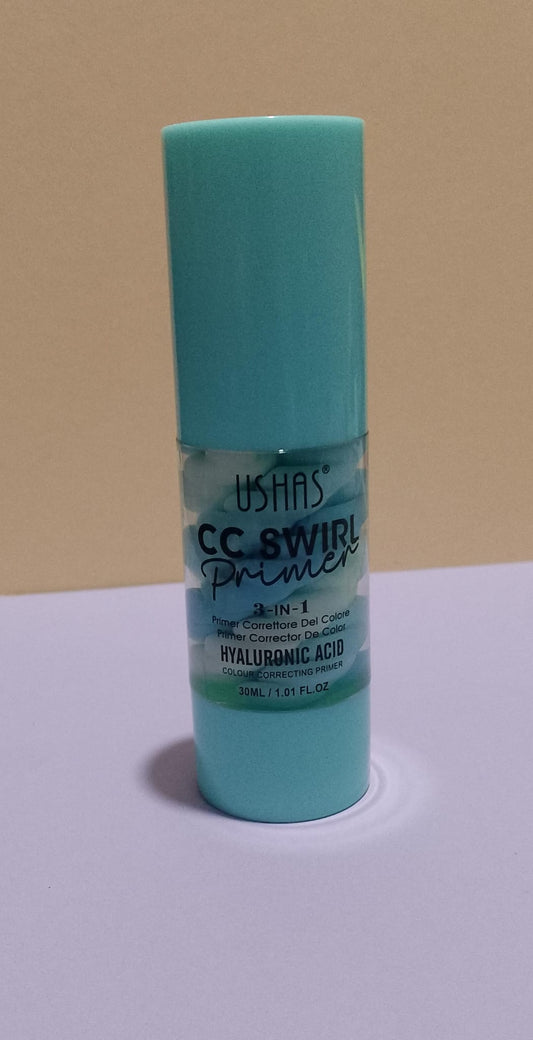 USHAS®
CC SWIRL
Primer
3-IN-1
Primer Correttore Del Colore
Primer Corrector De Color
HYALURONIC ACID
COLOUR CORRECTING PRIMER
30ML / 1.01 FL.OZ